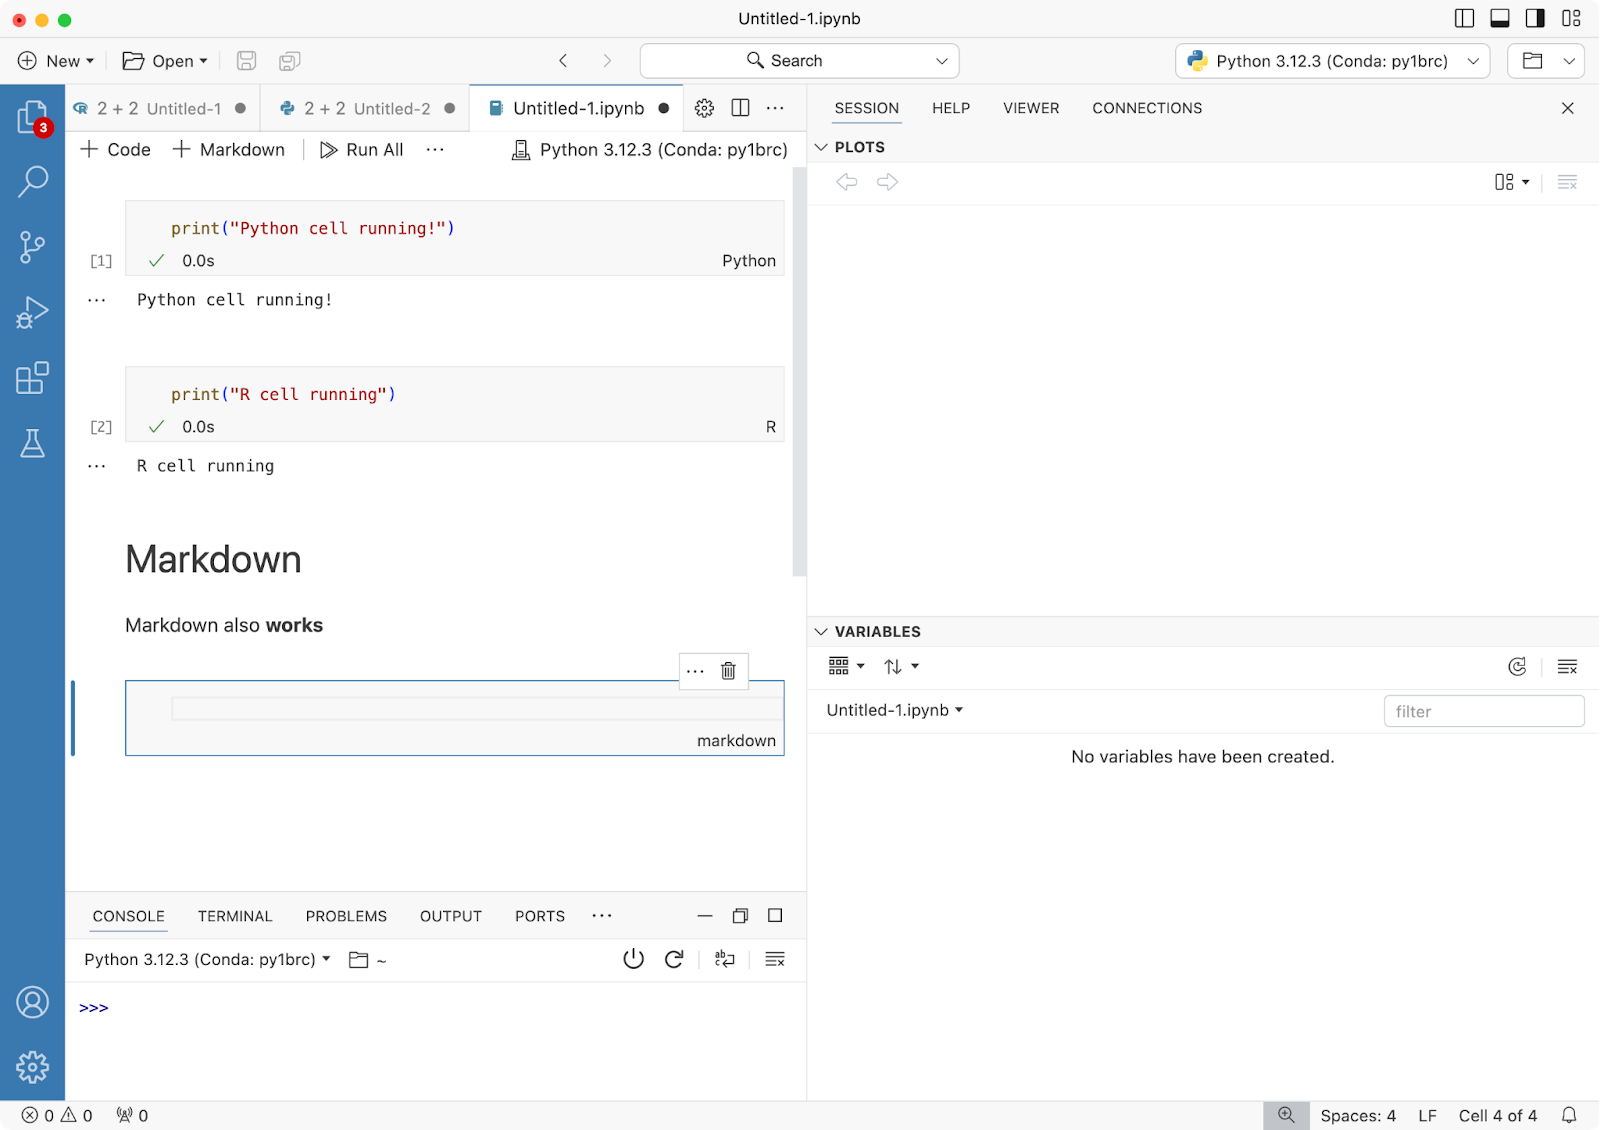 Untitled-1.ipynb
New Open Search Python 3.12.3 (Conda: py1brc)
3
2 + 2 Untitled-1 2 + 2 Untitled-2 Untitled-1.ipynb ···
Code Markdown Run All ··· Python 3.12.3 (Conda: py1brc)
print("Python cell running!")
[1] 0.0s Python
··· Python cell running!
print("R cell running")
[2] 0.0s R
··· R cell running
Markdown
Markdown also works
···
markdown
CONSOLE TERMINAL PROBLEMS OUTPUT PORTS ···
Python 3.12.3 (Conda: py1brc) ~
>>>
SESSION HELP VIEWER CONNECTIONS
PLOTS
VARIABLES
Untitled-1.ipynb filter
No variables have been created.
0 0 0 Spaces: 4 LF Cell 4 of 4